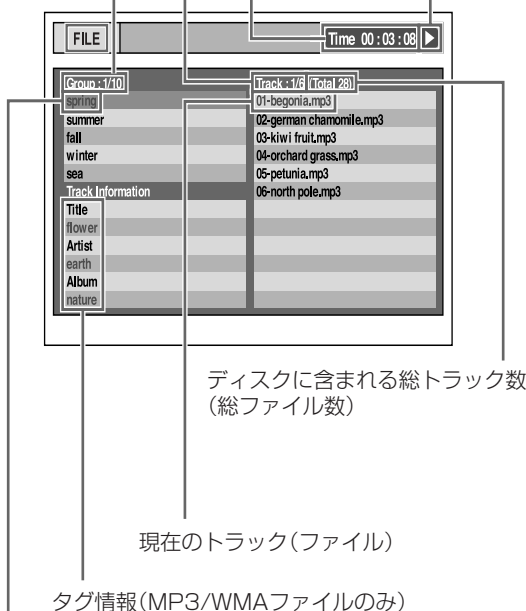 FILE
Time 00:03:08
Group : 1/10
spring
summer
fall
winter
sea
Track Information
Title
flower
Artist
earth
Album
nature
Track : 1/6 (Total 28)
01-begonia.mp3
02-german chamomile.mp3
03-kiwi fruit.mp3
04-orchard grass.mp3
05-petunia.mp3
06-north pole.mp3
ディスクに含まれる総トラック数
(総ファイル数)
現在のトラック(ファイル)
タグ情報(MP3/WMAファイルのみ)